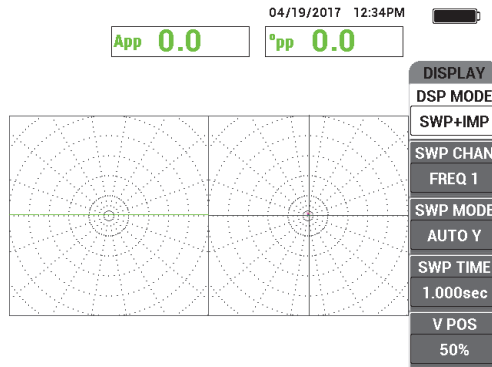 04/19/2017 12:34PM
App 0.0 °pp 0.0
DISPLAY
DSP MODE
SWP+IMP
SWP CHAN
FREQ 1
SWP MODE
AUTO Y
SWP TIME
1.000sec
V POS
50%